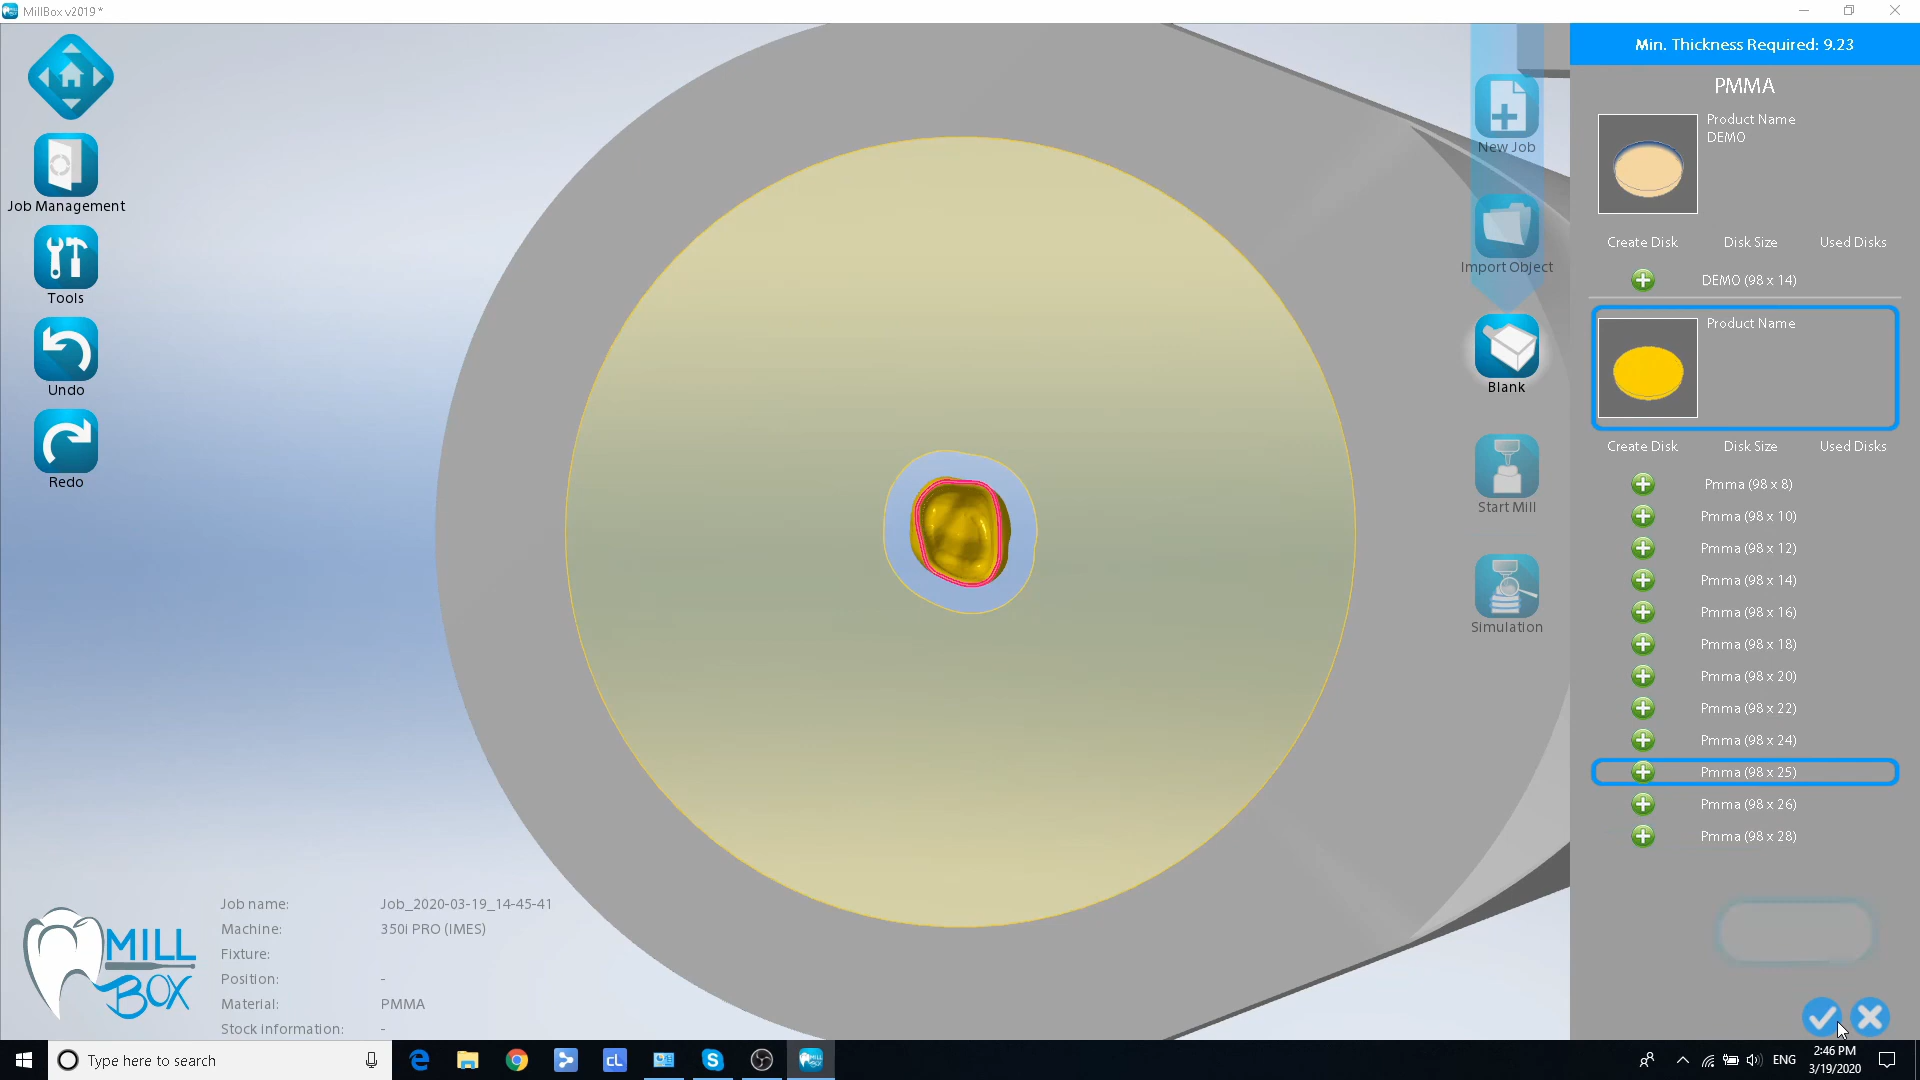 MillBox v2019 *
Job Management
Tools
Undo
Redo
New Job
Import Object
Blank
Start Mill
Simulation
Min. Thickness Required: 9.23
PMMA
Product Name
DEMO
Create Disk Disk Size Used Disks
DEMO (98 x 14)
Product Name
Create Disk Disk Size Used Disks
Pmma (98 x 8)
Pmma (98 x 10)
Pmma (98 x 12)
Pmma (98 x 14)
Pmma (98 x 16)
Pmma (98 x 18)
Pmma (98 x 20)
Pmma (98 x 22)
Pmma (98 x 24)
Pmma (98 x 25)
Pmma (98 x 26)
Pmma (98 x 28)
MILL
BOX
Job name: Job_2020-03-19_14-45-41
Machine: 350i PRO (IMES)
Fixture:
Position: -
Material: PMMA
Stock information: -
Type here to search
cL
MILL
BOX
ENG
2:46 PM
3/19/2020